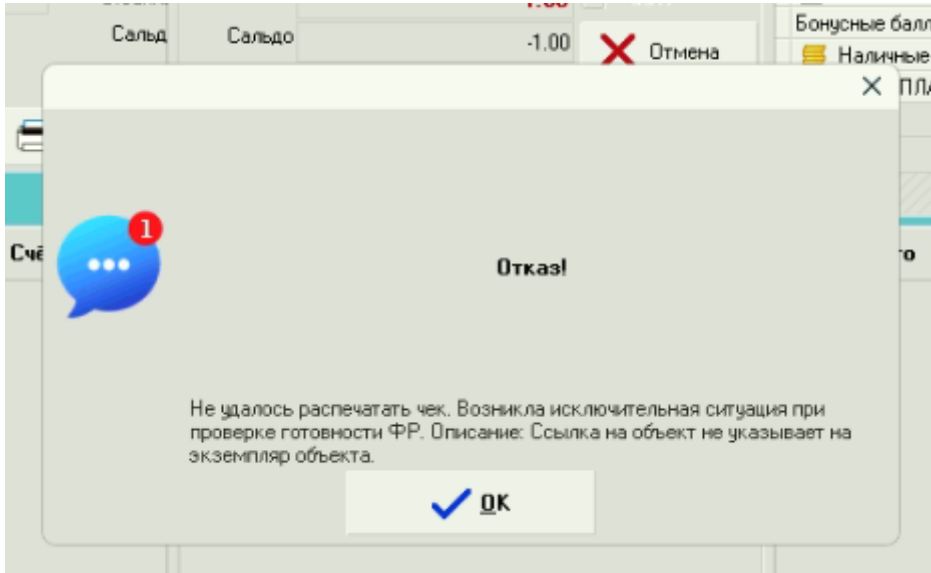 Сальд
Сальдо
-1.00
Отмена
Бонусные
Наличные
1
Отказ!
Не удалось распечатать чек. Возникла исключительная ситуация при
проверке готовности ФР. Описание: Ссылка на объект не указывает на
экземпляр объекта.
OK